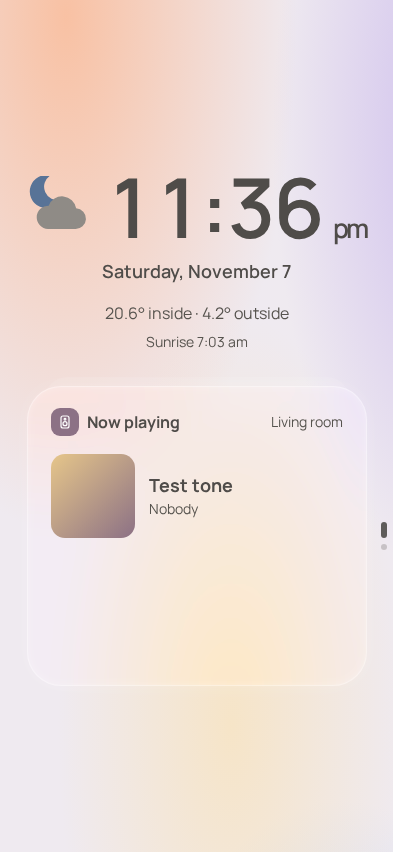 11:36 pm
Saturday, November 7
20.6° inside · 4.2° outside
Sunrise 7:03 am
Now playing
Living room
Test tone
Nobody